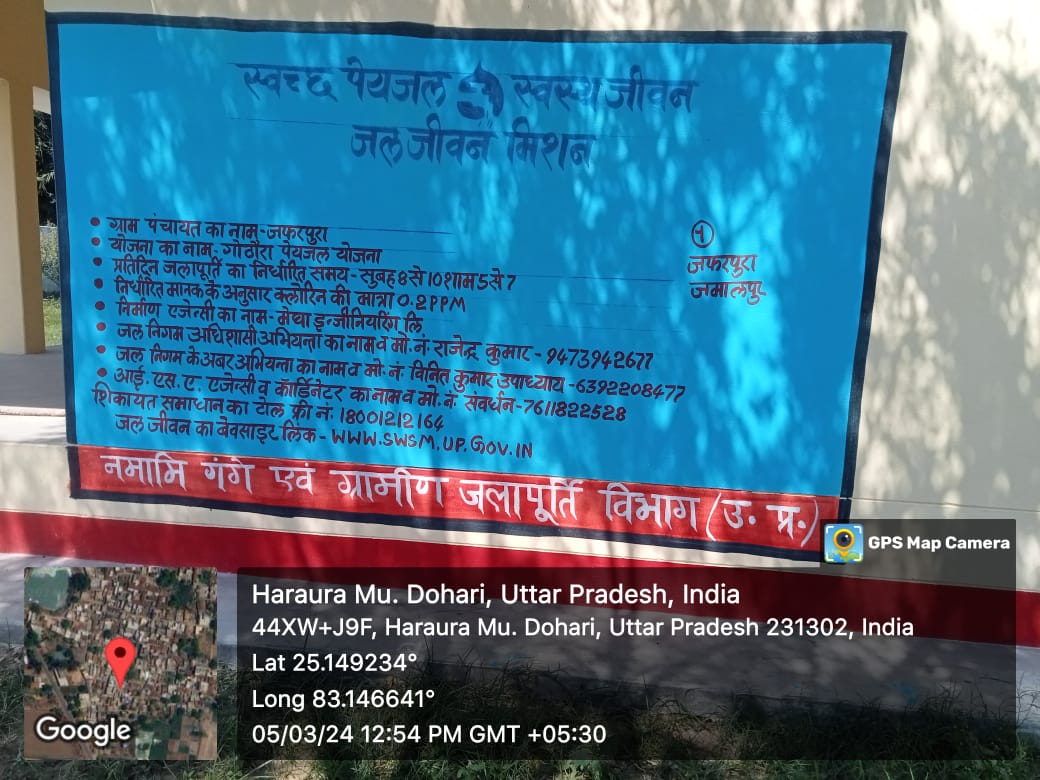 स्वच्छ पेयजल स्वस्थ जीवन
जल जीवन मिशन
• ग्राम पंचायत का नाम-जफरपुरा
• योजना का नाम- गोठौरा पेयजल योजना
• प्रतिदिन जलापूर्ति का निर्धारित समय - सुबह 8 से 10 शाम 5 से 7
• निर्धारित मानक के अनुसार क्लोरिन की मात्रा 0.2 PPM
• निर्माण एजेन्सी का नाम- मेघा इन्जीनियरिंग लि.
• जल निगम अधिशासी अभियन्ता का नाम व मो. नं. राजेन्द्र कुमार - 9473942677
• जल निगम के अबर अभियन्ता का नाम व मो. नं. विनित कुमार उपाध्याय -6392208477
• आई. एस. ए. एजेन्सी व कॉर्डिनेटर का नाम व मो. नं. संवर्धन-7611822528
शिकायत समाधान का टोल फ्री नं. 18001212164
जल जीवन का बेवसाइट लिंक - WWW.SWSM.UP.GOV.IN
१
जफरपुरा
जमालपुर
नमामि गंगे एवं ग्रामीण जलापूर्ति विभाग (उ. प्र.)
GPS Map Camera
Haraura Mu. Dohari, Uttar Pradesh, India
44XW+J9F, Haraura Mu. Dohari, Uttar Pradesh 231302, India
Lat 25.149234°
Long 83.146641°
05/03/24 12:54 PM GMT +05:30
Google